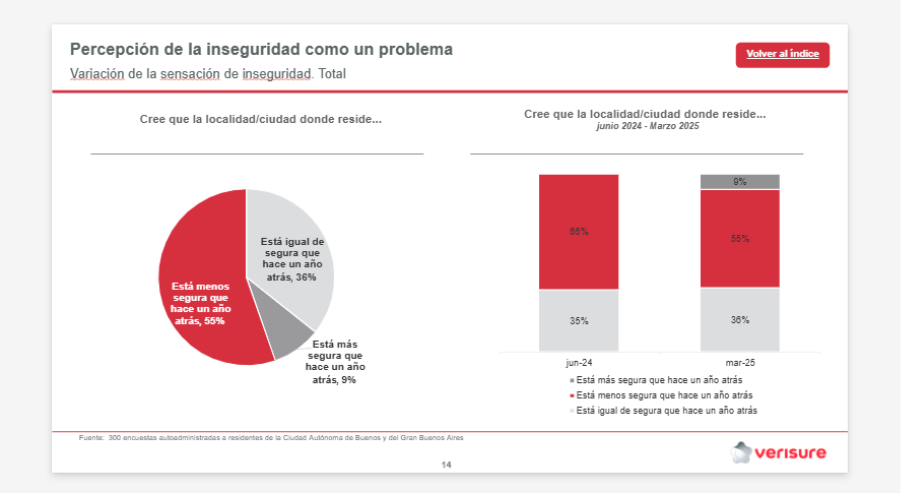 Percepción de la inseguridad como un problema
Volver al índice
Variación de la sensación de inseguridad. Total
Cree que la localidad/ciudad donde reside...
Está igual de
segura que
hace un año
atrás, 36%
Está menos
segura que
hace un año
atrás, 55%
Está más
segura que
hace un año
atrás, 9%
Cree que la localidad/ciudad donde reside...
junio 2024 - Marzo 2025
9%
65%
55%
35%
36%
jun-24
mar-25
Está más segura que hace un año atrás
Está menos segura que hace un año atrás
Está igual de segura que hace un año atrás
Fuente: 300 encuestas autoadministradas a residentes de la Ciudad Autónoma de Buenos y del Gran Buenos Aires
14
verisure